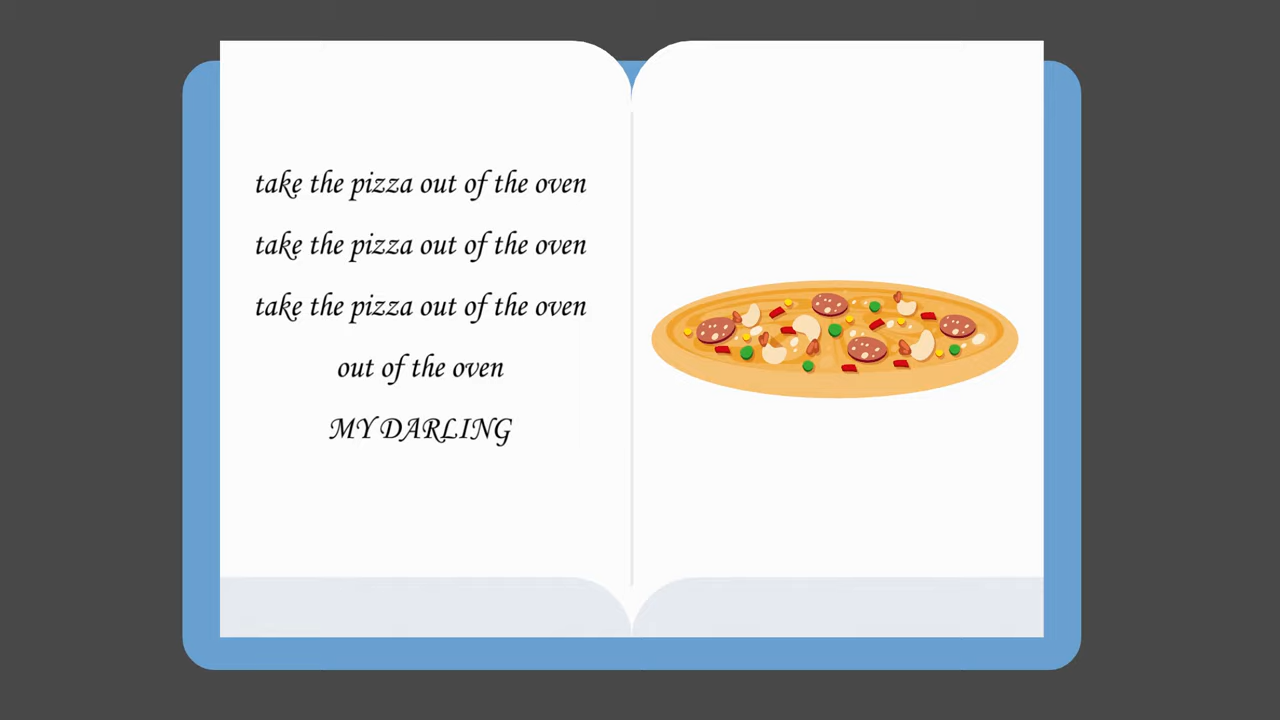 take the pizza out of the oven
take the pizza out of the oven
take the pizza out of the oven
out of the oven
MY DARLING